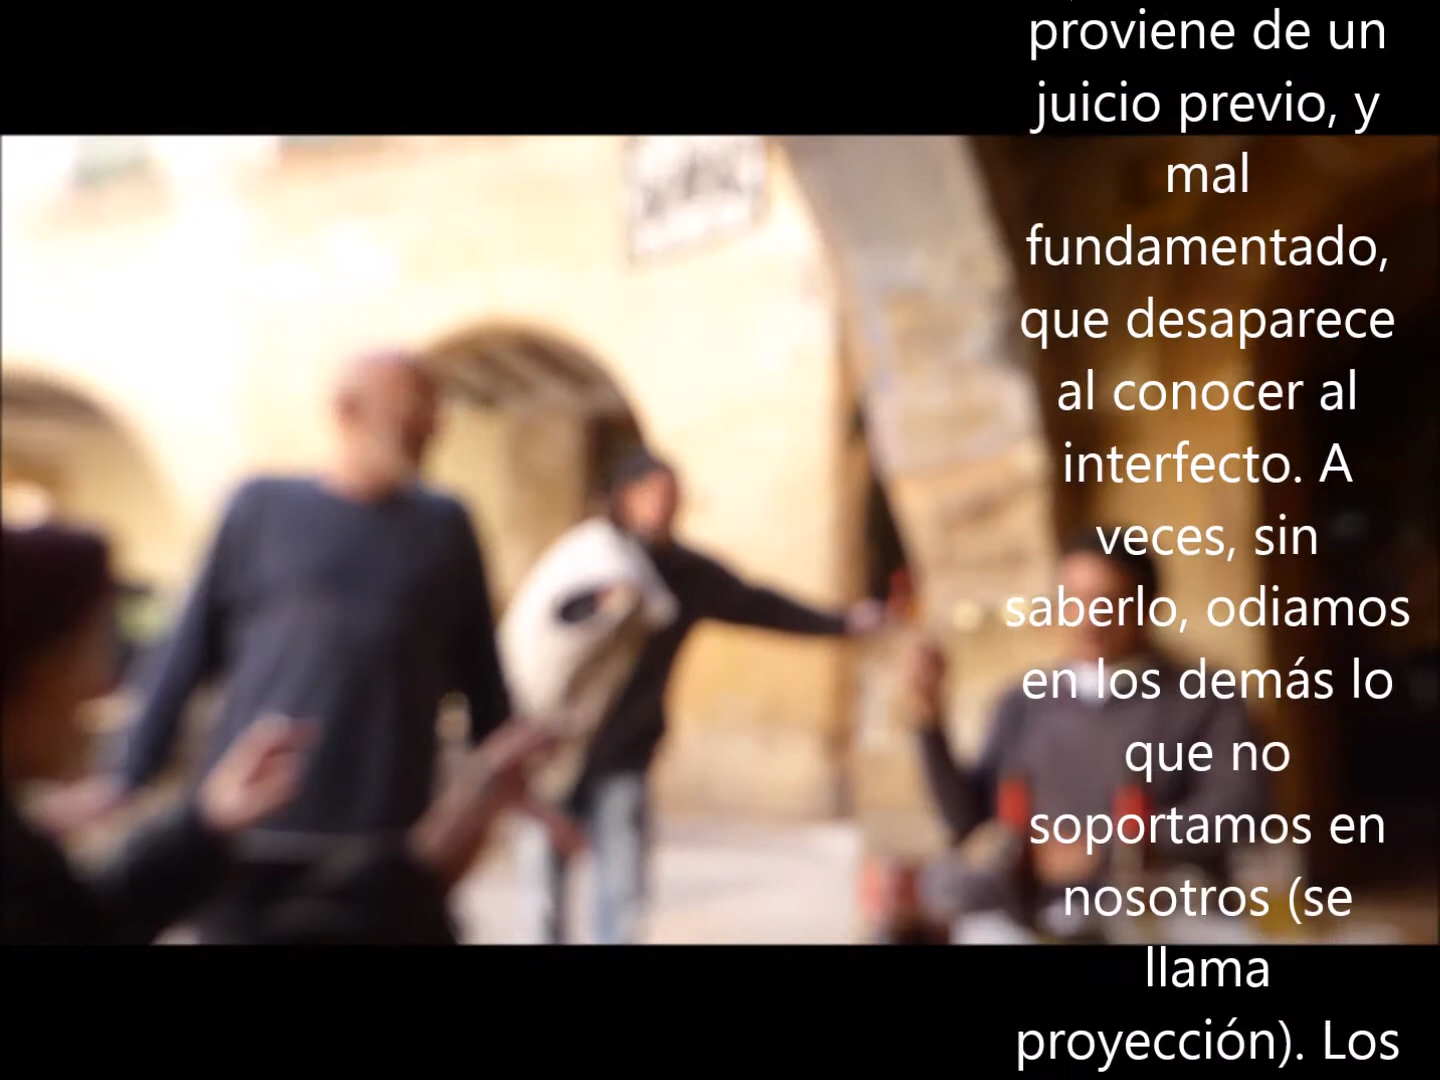 proviene de un
juicio previo, y
mal
fundamentado,
que desaparece
al conocer al
interfecto. A
veces, sin
saberlo, odiamos
en los demás lo
que no
soportamos en
nosotros (se
llama
proyección). Los